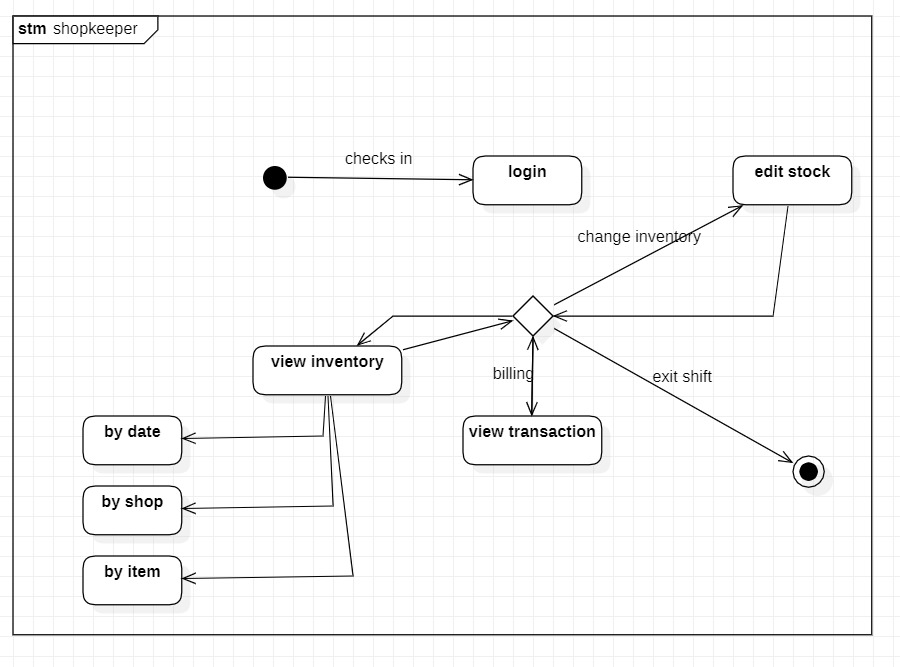 stm shopkeeper
checks in
login
edit stock
change inventory
view inventory
billing
exit shift
by date
view transaction
by shop
by item